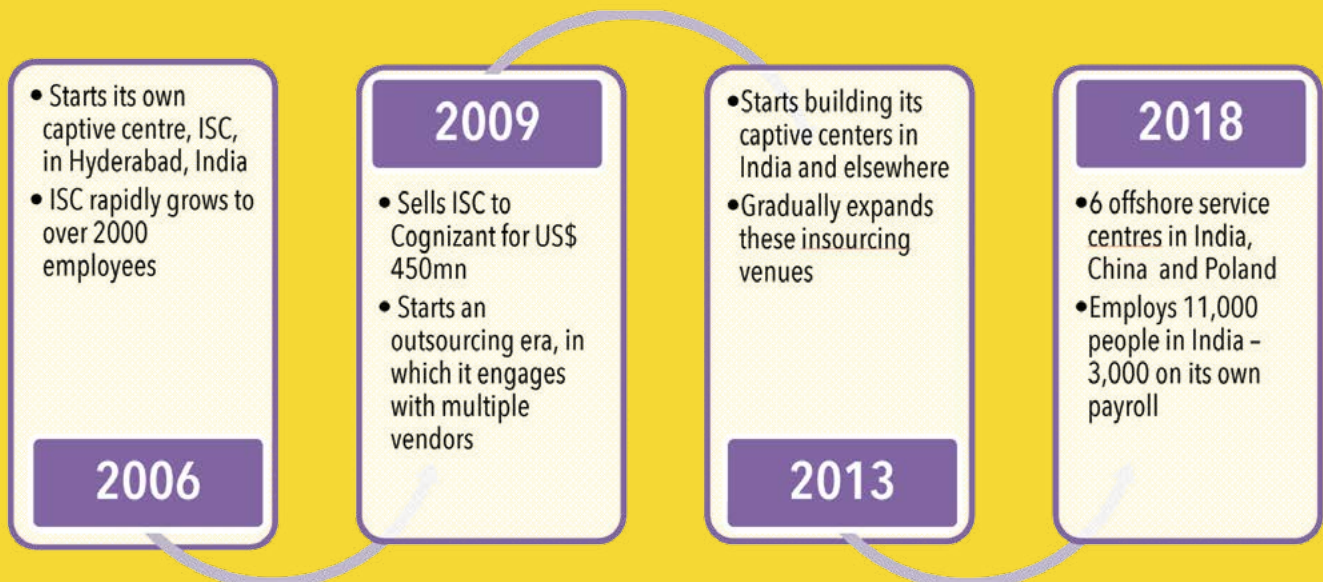 • Starts its own
captive centre, ISC,
in Hyderabad, India
• ISC rapidly grows to
over 2000
employees
2006
2009
• Sells ISC to
Cognizant for US$
450mn
• Starts an
outsourcing era, in
which it engages
with multiple
vendors
•Starts building its
captive centers in
India and elsewhere
•Gradually expands
these insourcing
venues
2013
2018
•6 offshore service
centres in India,
China and Poland
•Employs 11,000
people in India –
3,000 on its own
payroll